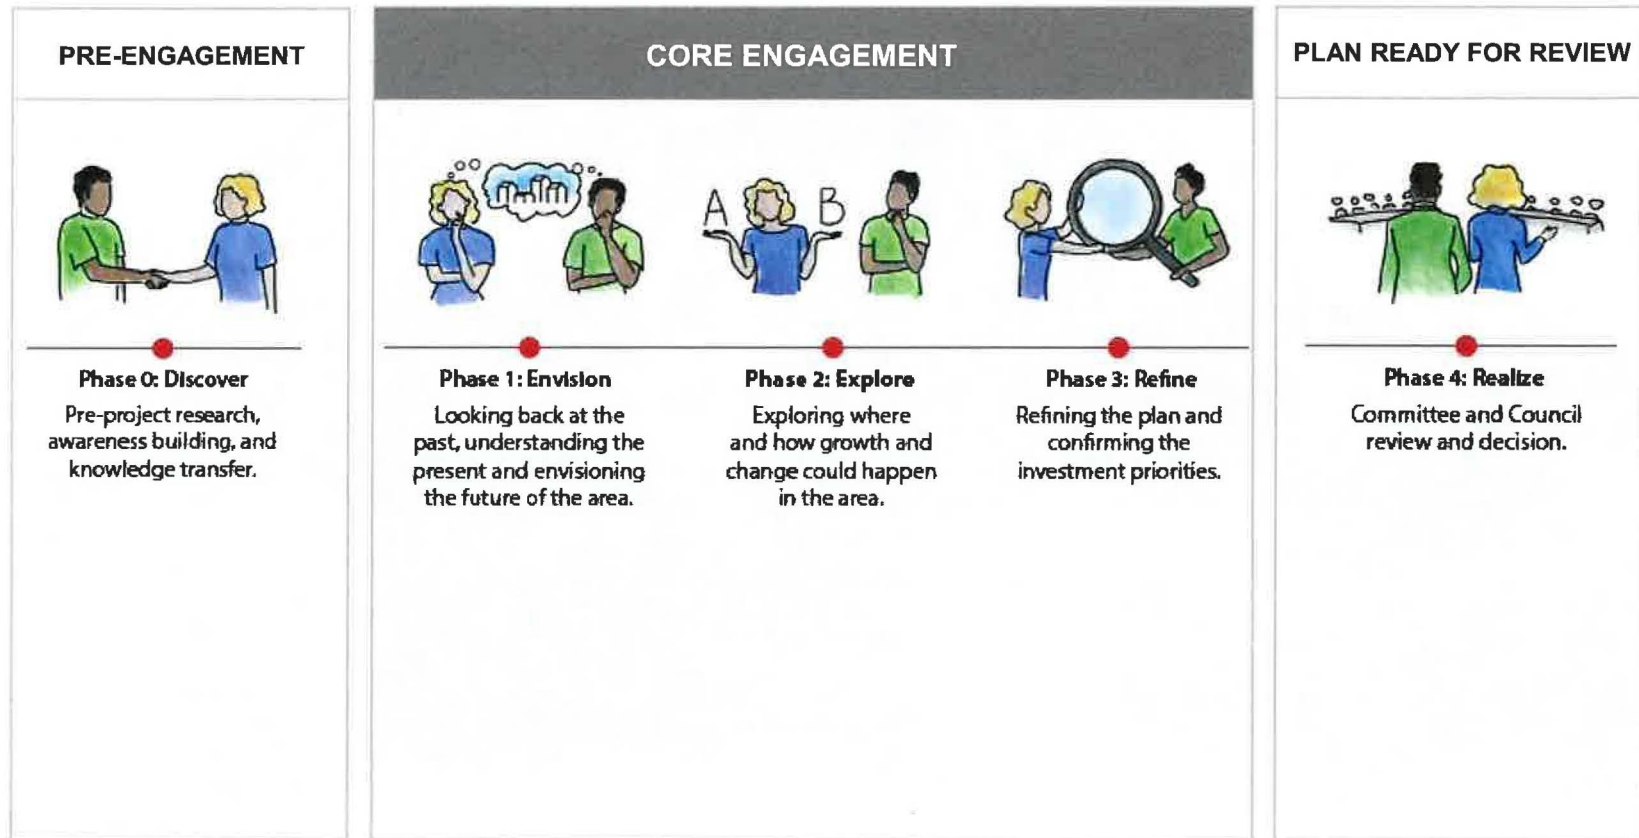 PRE-ENGAGEMENT
CORE ENGAGEMENT
PLAN READY FOR REVIEW
A
B
Phase 0: Discover
Pre-project research,
awareness building, and
knowledge transfer.
Phase 1: Envision
Looking back at the
past, understanding the
present and envisioning
the future of the area.
Phase 2: Explore
Exploring where
and how growth and
change could happen
in the area.
Phase 3: Refine
Refining the plan and
confirming the
investment priorities.
Phase 4: Realize
Committee and Council
review and decision.